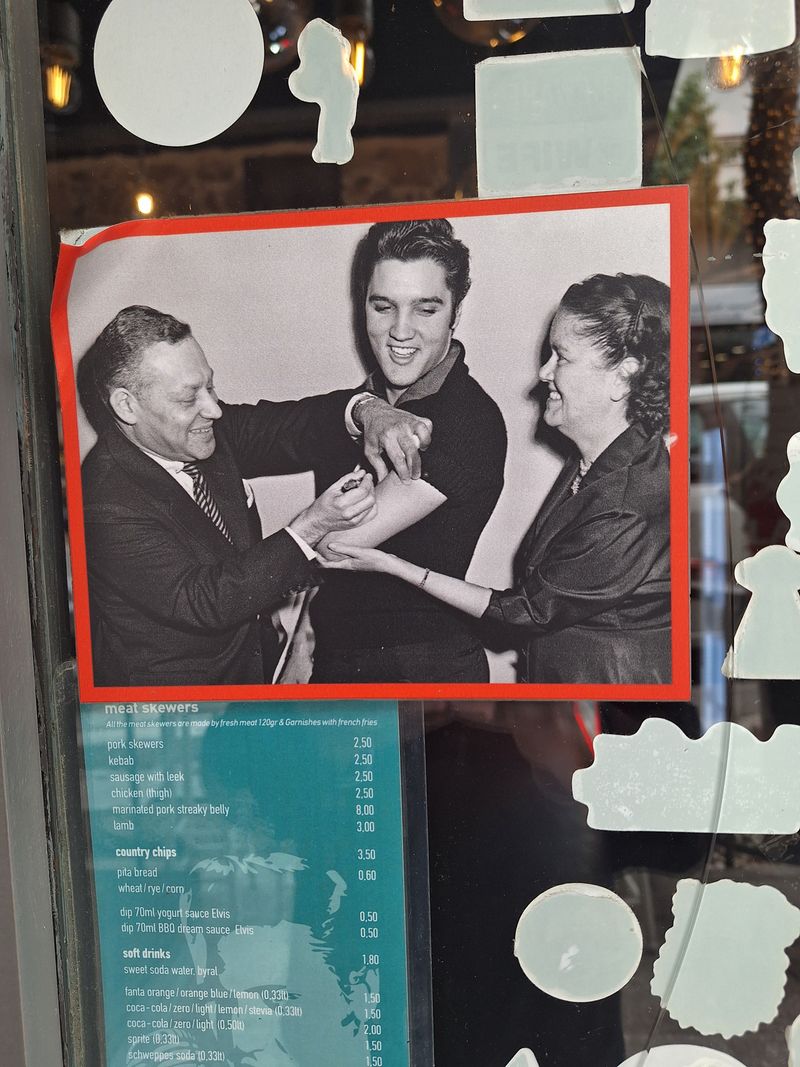 meat skewers
All the meat skewers are made by fresh meat 120gr & Garnishes with french fries
pork skewers 2,50
kebab 2,50
sausage with leek 2,50
chicken (thigh) 2,50
marinated pork streaky belly 8,00
lamb 3,00
country chips 3,50
pita bread 0,60
wheat/rye/corn
dip 70ml yogurt sauce Elvis 0,50
dip 70ml BBQ dream sauce Elvis 0,50
soft drinks 1,80
sweet soda water, byral
fanta orange/orange blue/lemon (0,33lt) 1,50
coca-cola/zero/light/lemon/stevia (0,33lt) 1,50
coca-cola/zero/light (0,50lt) 2,00
sprite (0,33lt) 1,50
schweppes soda (0,33lt) 1,50